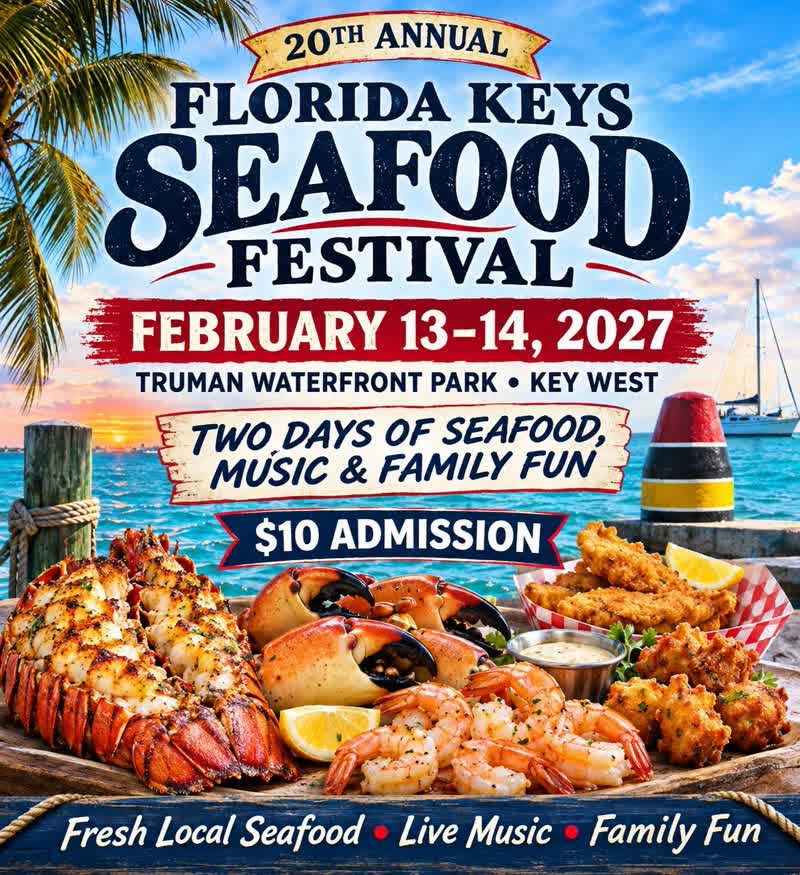 20TH ANNUAL
FLORIDA KEYS
SEAFOOD
FESTIVAL
FEBRUARY 13-14, 2027
TRUMAN WATERFRONT PARK • KEY WEST
TWO DAYS OF SEAFOOD,
MUSIC & FAMILY FUN
$10 ADMISSION
Fresh Local Seafood • Live Music • Family Fun